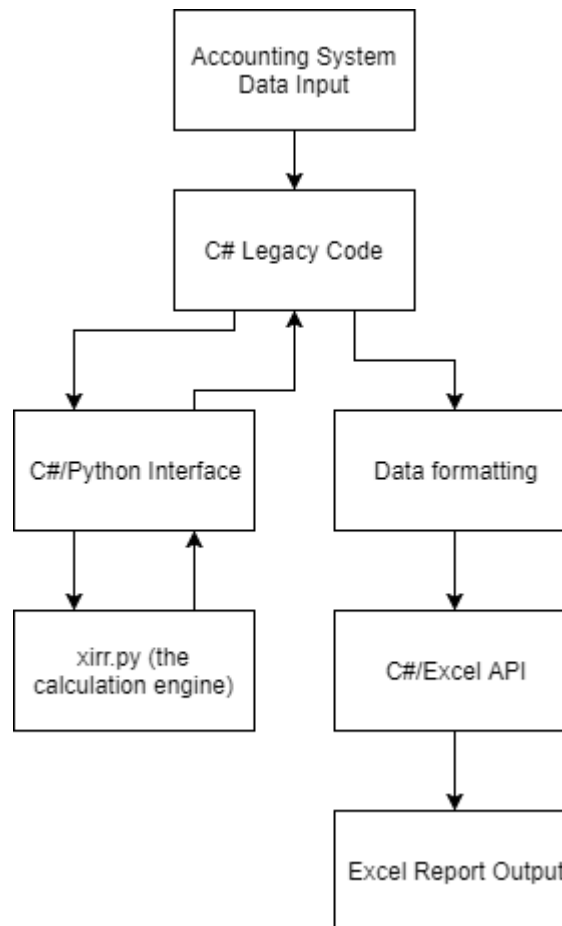 Accounting System
Data Input
C# Legacy Code
C#/Python Interface
Data formatting
xirr.py (the
calculation engine)
C#/Excel API
Excel Report Output